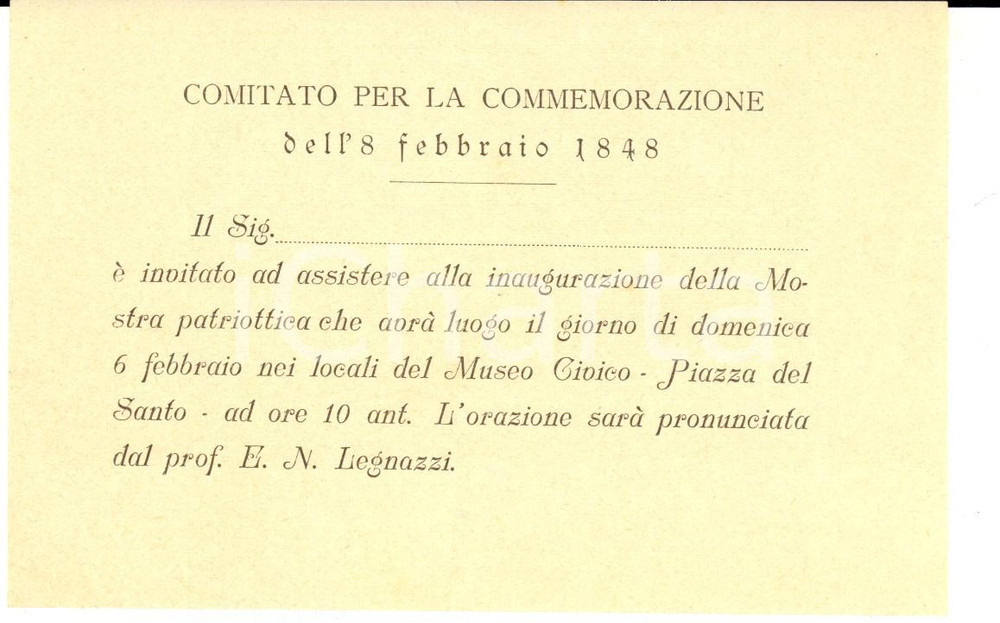 COMITATO PER LA COMMEMORAZIONE
dell'8 febbraio 1848
Il Sig.
è invitato ad assistere alla inaugurazione della Mo-
stra patriottica che avrà luogo il giorno di domenica
6 febbraio nei locali del Museo Civico - Piazza del
Santo - ad ore 10 ant. L'orazione sarà pronunciata
dal prof. E. N. Legnazzi.
iCharta